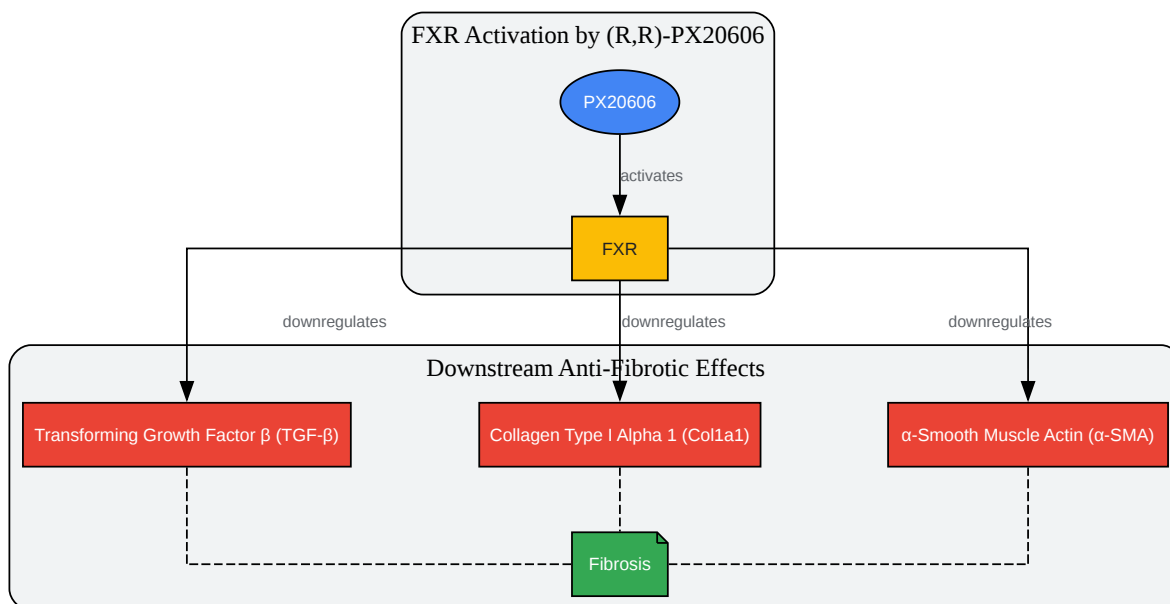 FXR Activation by (R,R)-PX20606
PX20606
activates
FXR
downregulates
downregulates
downregulates
Downstream Anti-Fibrotic Effects
Transforming Growth Factor β (TGF-β)
Collagen Type I Alpha 1 (Col1a1)
α-Smooth Muscle Actin (α-SMA)
Fibrosis